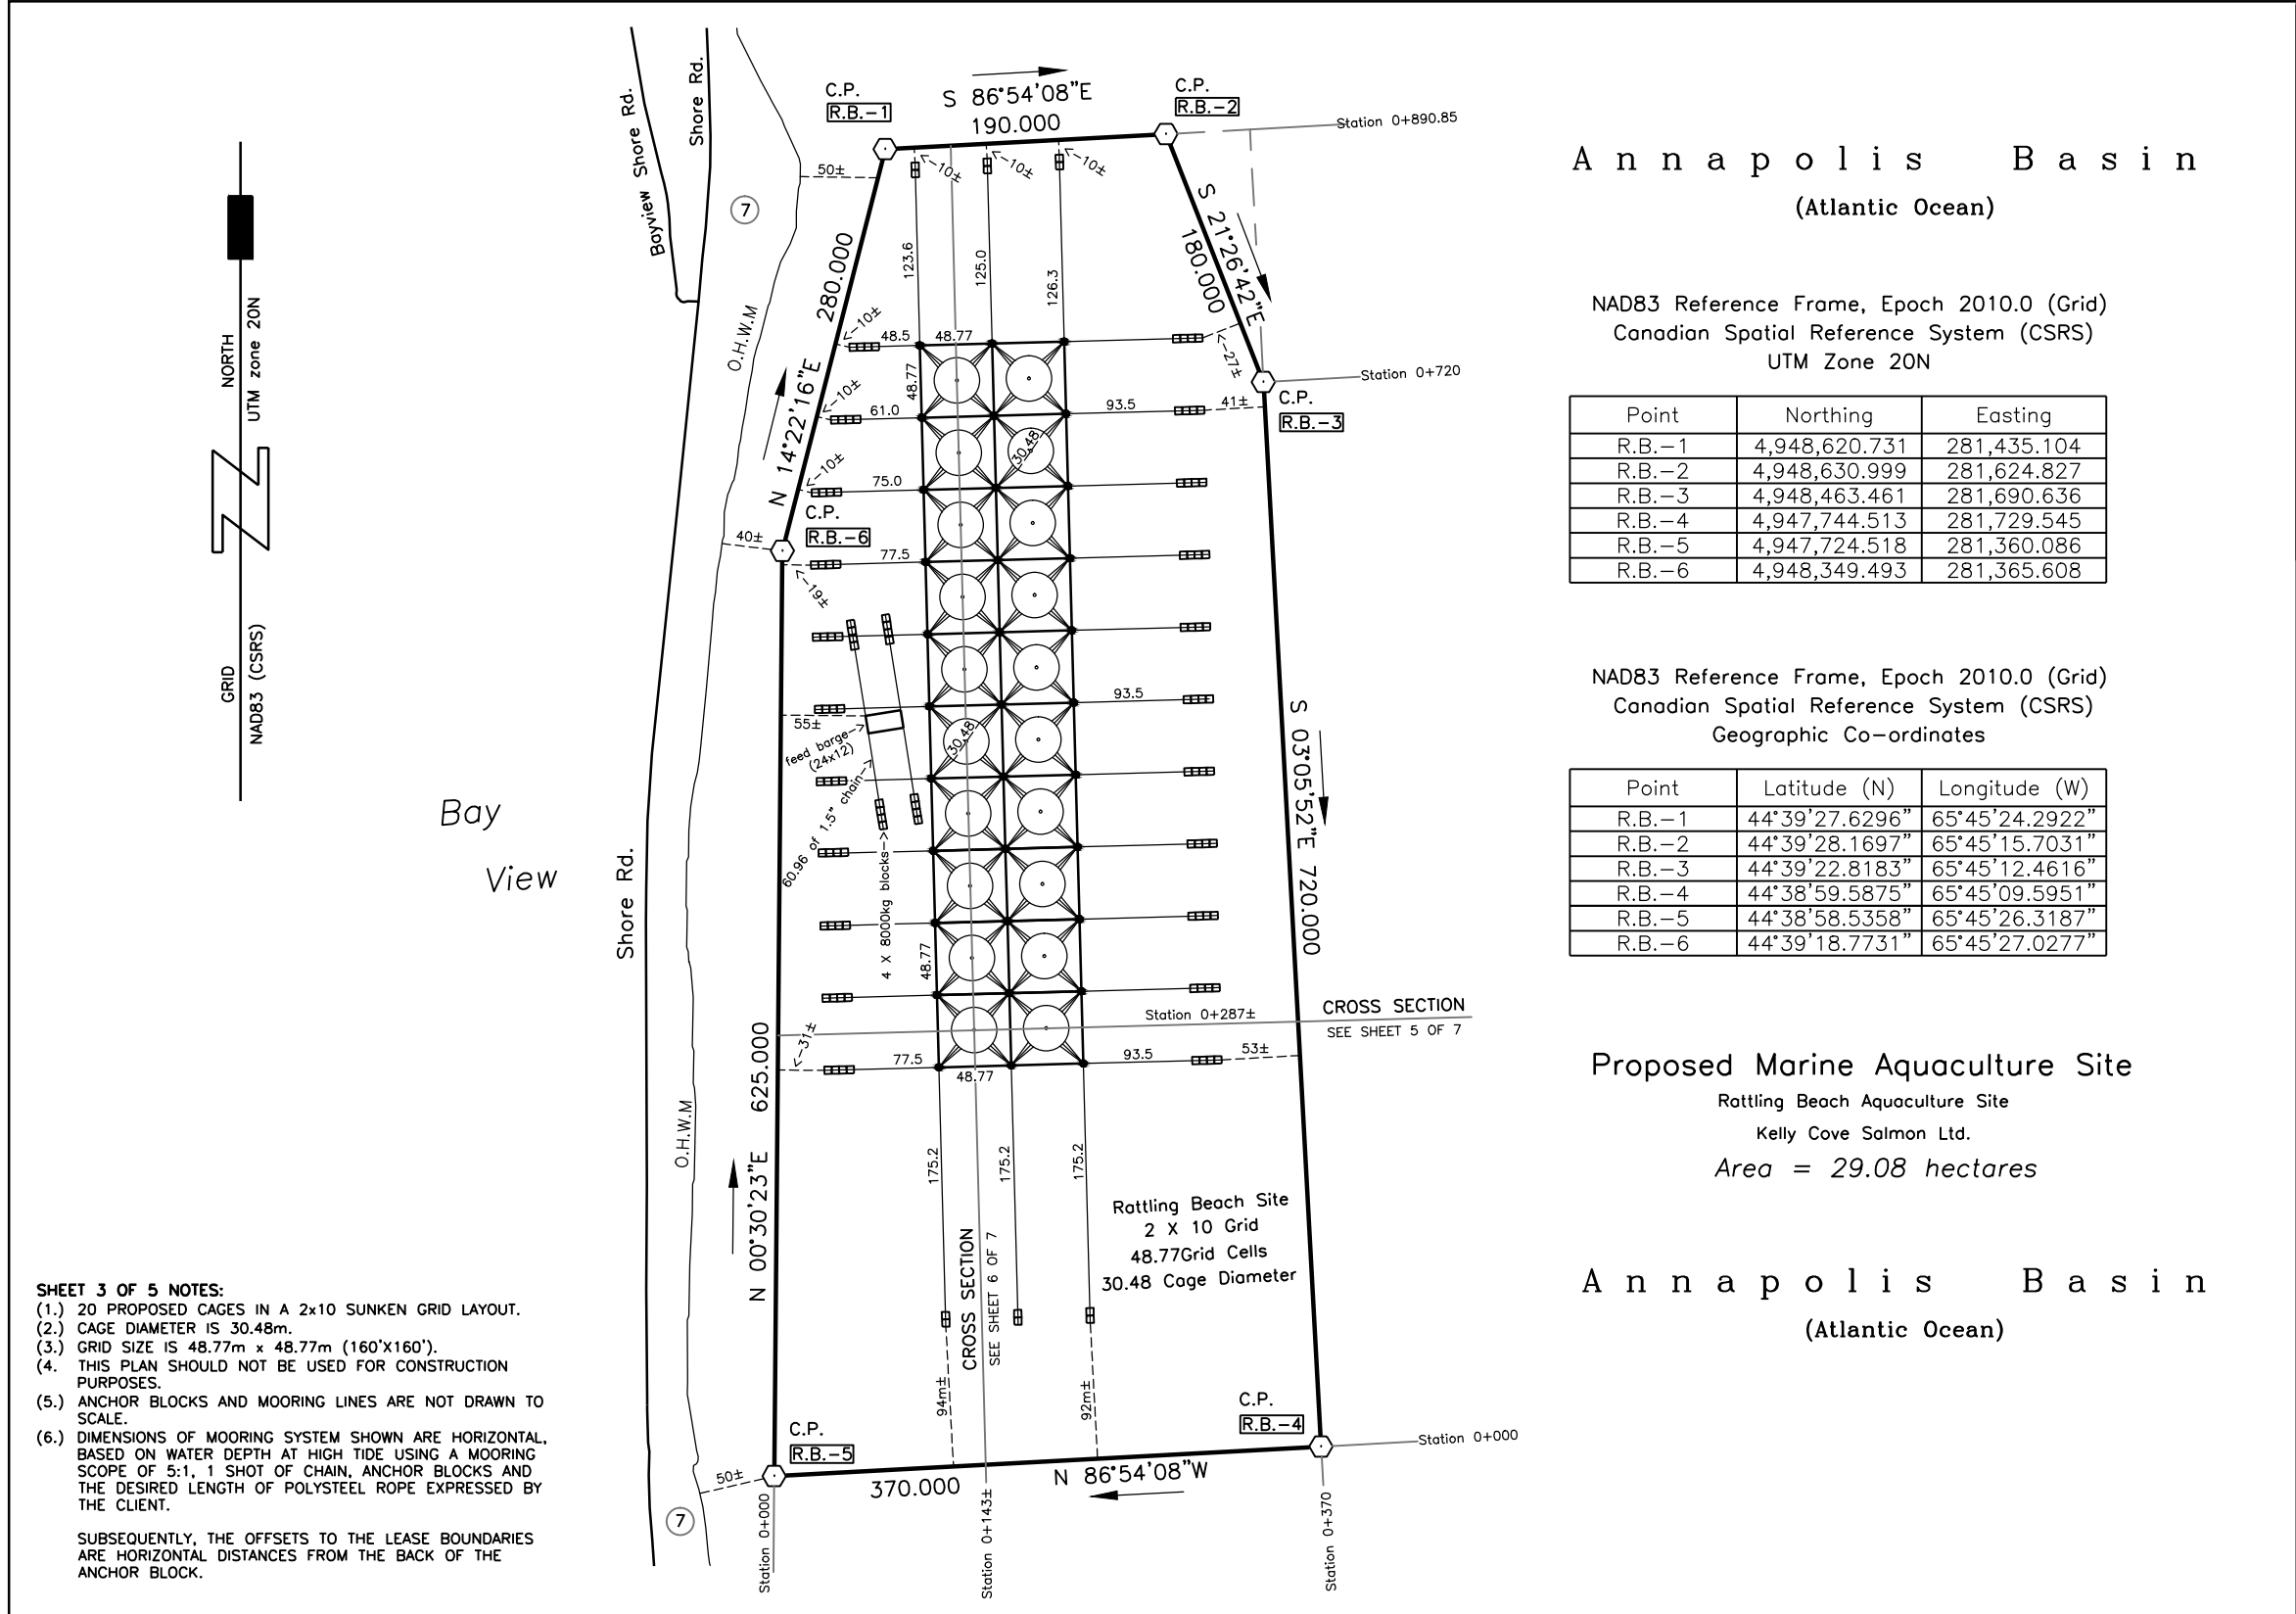 Bayview Shore Rd.
Shore Rd.
C.P.
R.B.-1
S 86°54'08"E
190.000
C.P.
R.B.-2
Station 0+890.85
50±
7
<-10±
<-10±
<-10±
S 21°26'42"E
180.000
280.000
N 14°22'16"E
123.6
125.0
126.3
O.H.W.M
<-10±
48.5
48.77
<-27±
Station 0+720
48.77
<-10±
61.0
93.5
41±
C.P.
R.B.-3
30.48
<-10±
75.0
C.P.
R.B.-6
40±
77.5
<-19±
55±
93.5
feed barge->
(24x12)
30.48
60.96 of 1.5" chain->
4 X 8000kg blocks->
S 03°05'52"E 720.000
Shore Rd.
Bay
View
48.77
Station 0+287±
CROSS SECTION
SEE SHEET 5 OF 7
<-31±
77.5
48.77
93.5
53±
N 00°30'23"E 625.000
O.H.W.M
175.2
175.2
175.2
CROSS SECTION
SEE SHEET 6 OF 7
Rattling Beach Site
2 X 10 Grid
48.77Grid Cells
30.48 Cage Diameter
94m±
92m±
C.P.
R.B.-4
C.P.
R.B.-5
Station 0+000
50±
370.000
N 86°54'08"W
7
Station 0+000
Station 0+143±
Station 0+370
NORTH
UTM zone 20N
GRID
NAD83 (CSRS)
SHEET 3 OF 5 NOTES:
(1.) 20 PROPOSED CAGES IN A 2x10 SUNKEN GRID LAYOUT.
(2.) CAGE DIAMETER IS 30.48m.
(3.) GRID SIZE IS 48.77m x 48.77m (160'X160').
(4. THIS PLAN SHOULD NOT BE USED FOR CONSTRUCTION
PURPOSES.
(5.) ANCHOR BLOCKS AND MOORING LINES ARE NOT DRAWN TO
SCALE.
(6.) DIMENSIONS OF MOORING SYSTEM SHOWN ARE HORIZONTAL,
BASED ON WATER DEPTH AT HIGH TIDE USING A MOORING
SCOPE OF 5:1, 1 SHOT OF CHAIN, ANCHOR BLOCKS AND
THE DESIRED LENGTH OF POLYSTEEL ROPE EXPRESSED BY
THE CLIENT.
SUBSEQUENTLY, THE OFFSETS TO THE LEASE BOUNDARIES
ARE HORIZONTAL DISTANCES FROM THE BACK OF THE
ANCHOR BLOCK.
Annapolis Basin
(Atlantic Ocean)
NAD83 Reference Frame, Epoch 2010.0 (Grid)
Canadian Spatial Reference System (CSRS)
UTM Zone 20N
Point Northing Easting
R.B.-1 4,948,620.731 281,435.104
R.B.-2 4,948,630.999 281,624.827
R.B.-3 4,948,463.461 281,690.636
R.B.-4 4,947,744.513 281,729.545
R.B.-5 4,947,724.518 281,360.086
R.B.-6 4,948,349.493 281,365.608
NAD83 Reference Frame, Epoch 2010.0 (Grid)
Canadian Spatial Reference System (CSRS)
Geographic Co-ordinates
Point Latitude (N) Longitude (W)
R.B.-1 44°39'27.6296" 65°45'24.2922"
R.B.-2 44°39'28.1697" 65°45'15.7031"
R.B.-3 44°39'22.8183" 65°45'12.4616"
R.B.-4 44°38'59.5875" 65°45'09.5951"
R.B.-5 44°38'58.5358" 65°45'26.3187"
R.B.-6 44°39'18.7731" 65°45'27.0277"
Proposed Marine Aquaculture Site
Rattling Beach Aquaculture Site
Kelly Cove Salmon Ltd.
Area = 29.08 hectares
Annapolis Basin
(Atlantic Ocean)